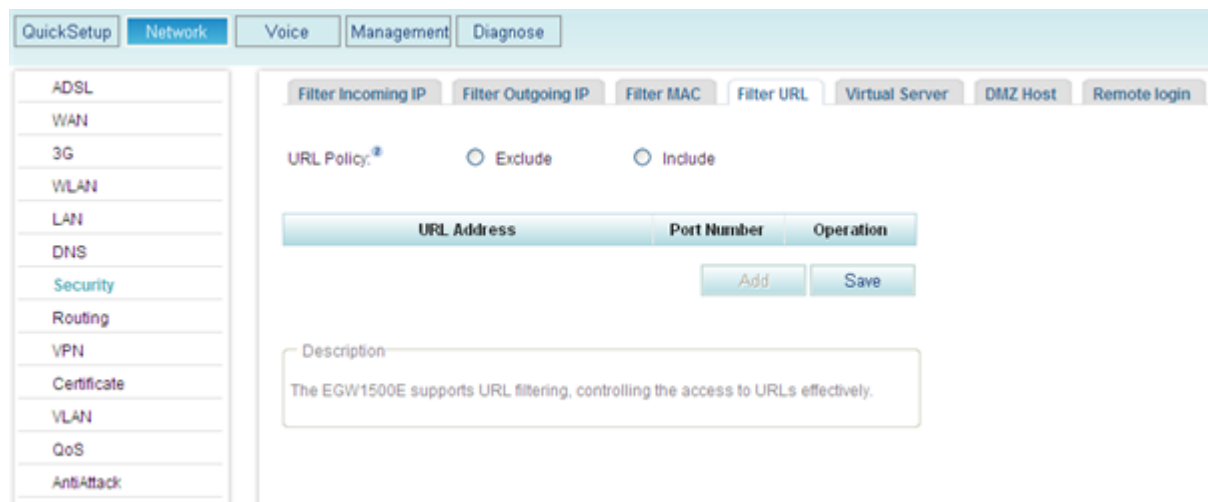 QuickSetup Network Voice Management Diagnose
ADSL
WAN
3G
WLAN
LAN
DNS
Security
Routing
VPN
Certificate
VLAN
QoS
AntiAttack
Filter Incoming IP Filter Outgoing IP Filter MAC Filter URL Virtual Server DMZ Host Remote login
URL Policy: Exclude Include
URL Address Port Number Operation
Add Save
Description
The EGW1500E supports URL filtering, controlling the access to URLs effectively.